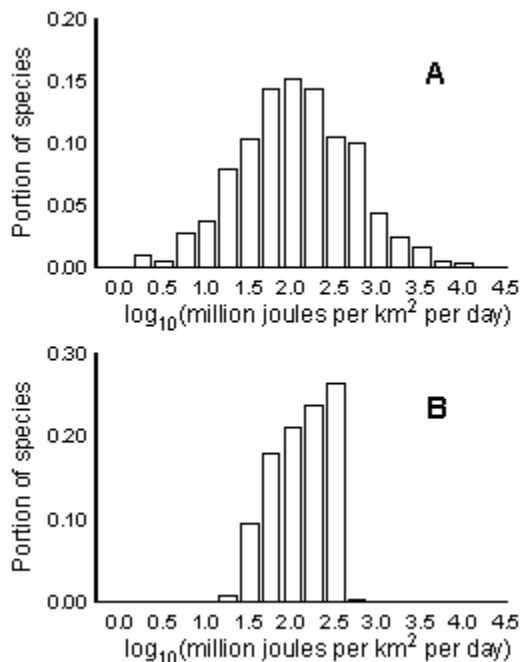 0.20
A
0.15
0.10
0.05
0.00
Portion of species
0.0 0.5 1.0 1.5 2.0 2.5 3.0 3.5 4.0 4.5
log10(million joules per km2 per day)
0.30
B
0.20
0.10
0.00
Portion of species
0.0 0.5 1.0 1.5 2.0 2.5 3.0 3.5 4.0 4.5
log10(million joules per km2 per day)